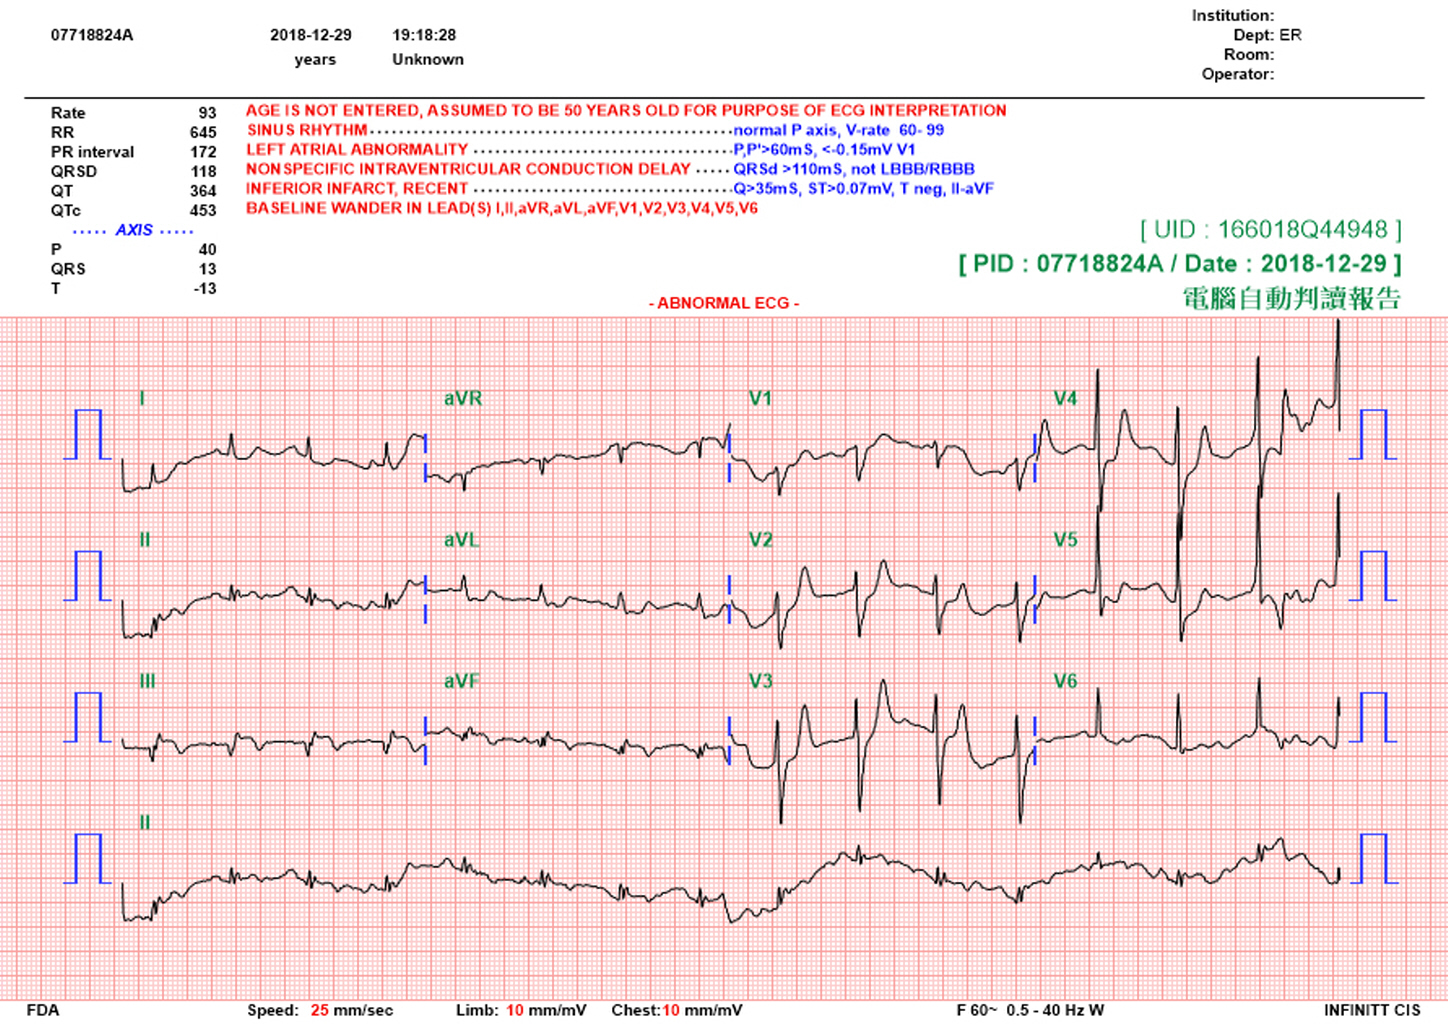 Institution:
07718824A 2018-12-29 19:18:28 Dept: ER
years Unknown Room:
Operator:
Rate 93 AGE IS NOT ENTERED, ASSUMED TO BE 50 YEARS OLD FOR PURPOSE OF ECG INTERPRETATION
RR 645 SINUS RHYTHM normal P axis, V-rate 60- 99
PR interval 172 LEFT ATRIAL ABNORMALITY P,P'>60mS, <-0.15mV V1
QRSD 118 NONSPECIFIC INTRAVENTRICULAR CONDUCTION DELAY QRSd >110mS, not LBBB/RBBB
QT 364 INFERIOR INFARCT, RECENT Q>35mS, ST>0.07mV, T neg, II-aVF
QTc 453 BASELINE WANDER IN LEAD(S) I,II,aVR,aVL,aVF,V1,V2,V3,V4,V5,V6
..... AXIS ..... [ UID : 166018Q44948 ]
P 40
QRS 13 [ PID : 07718824A / Date : 2018-12-29 ]
T -13 電腦自動判讀報告
- ABNORMAL ECG -
I aVR V1 V4
II aVL V2 V5
III aVF V3 V6
II
FDA Speed: 25 mm/sec Limb: 10 mm/mV Chest:10 mm/mV F 60~ 0.5 - 40 Hz W INFINITT CIS